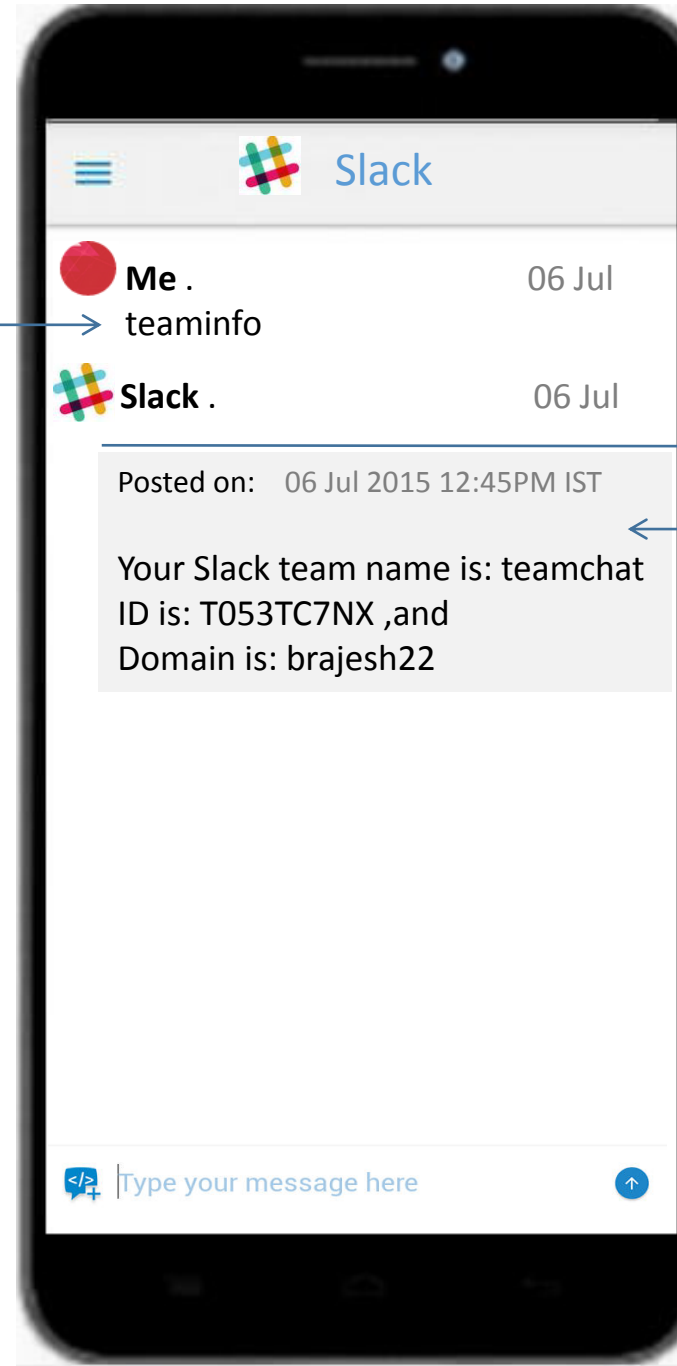 Slack
Me . 06 Jul
teaminfo
Slack . 06 Jul
Posted on: 06 Jul 2015 12:45PM IST
Your Slack team name is: teamchat
ID is: T053TC7NX ,and
Domain is: brajesh22
Type your message here